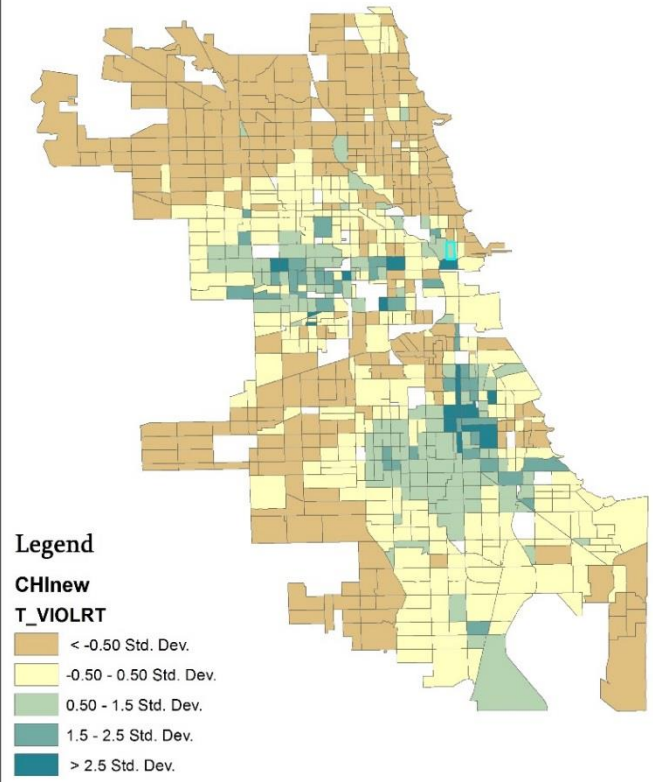 Legend
CHInew
T_VIOLRT
< -0.50 Std. Dev.
-0.50 - 0.50 Std. Dev.
0.50 - 1.5 Std. Dev.
1.5 - 2.5 Std. Dev.
> 2.5 Std. Dev.